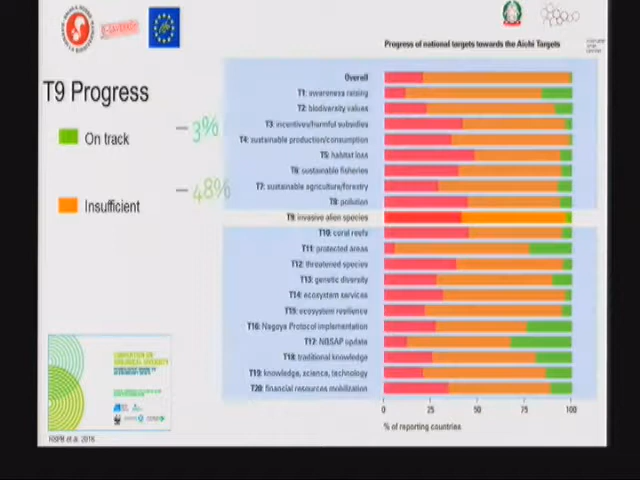 Progress of national targets towards the Aichi Targets
T9 Progress
On track
3%
Insufficient
48%
Overall
T1: awareness raising
T2: biodiversity values
T3: incentives/harmful subsidies
T4: sustainable production/consumption
T5: habitat loss
T6: sustainable fisheries
T7: sustainable agriculture/forestry
T8: pollution
T9: invasive alien species
T10: coral reefs
T11: protected areas
T12: threatened species
T13: genetic diversity
T14: ecosystem services
T15: ecosystem resilience
T16: Nagoya Protocol implementation
T17: NBSAP update
T18: traditional knowledge
T19: knowledge, science, technology
T20: financial resources mobilization
0 25 50 75 100
% of reporting countries
CONVENTION ON
BIOLOGICAL DIVERSITY
RSPB et al. 2016